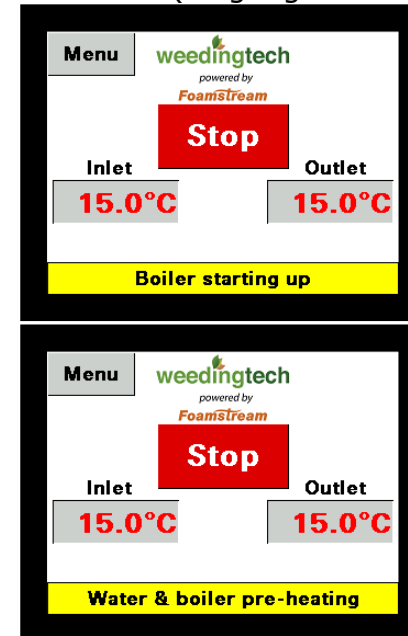 Menu
weedingtech
powered by
Foamstream
Stop
Inlet
Outlet
15.0°C
15.0°C
Boiler starting up
Menu
weedingtech
powered by
Foamstream
Stop
Inlet
Outlet
15.0°C
15.0°C
Water & boiler pre-heating